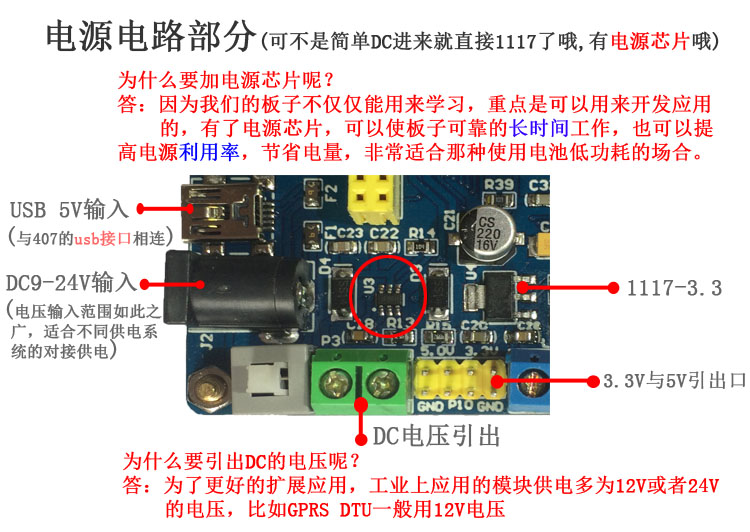 电源电路部分(可不是简单DC进来就直接1117了哦,有电源芯片哦)
为什么要加电源芯片呢？
答：因为我们的板子不仅仅能用来学习，重点是可以用来开发应用
的，有了电源芯片，可以使板子可靠的长时间工作，也可以提
高电源利用率，节省电量，非常适合那种使用电池低功耗的场合。
USB 5V输入
(与407的usb接口相连)
DC9-24V输入
(电压输入范围如此之
广，适合不同供电系
统的对接供电)
F2
R39
C21
CS
220
16V
F1
C23
C22
R14
D4
U3
U4
1117-3.3
J2
P3
C18
R13
R15
C20
5.0V
3.3V
3.3V与5V引出口
GND
P10
GND
DC电压引出
为什么要引出DC的电压呢？
答：为了更好的扩展应用，工业上应用的模块供电多为12V或者24V
的电压，比如GPRS DTU一般用12V电压